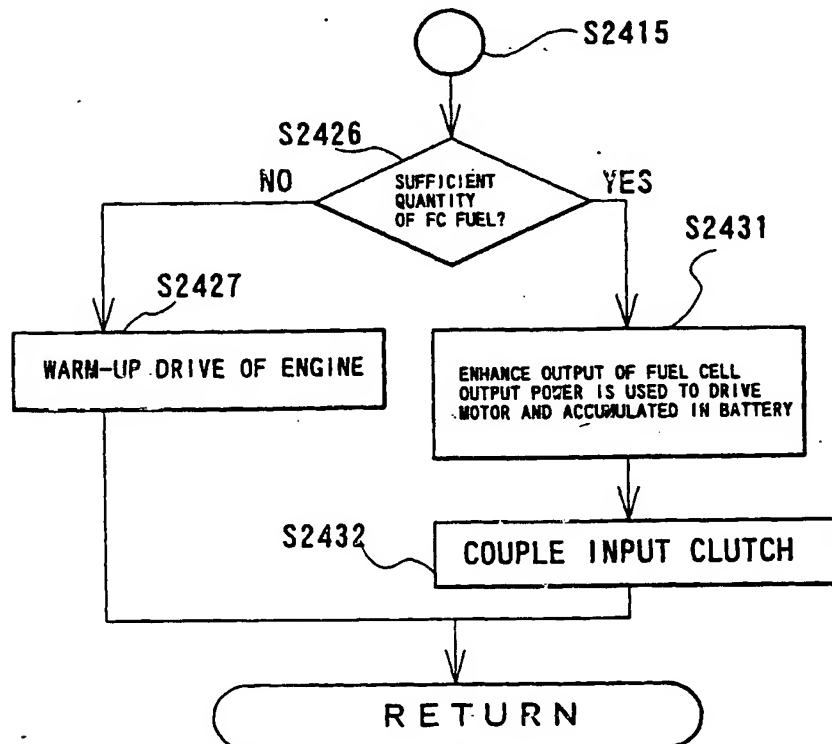 S2415
S2426
NO
SUFFICIENT
QUANTITY
OF FC FUEL?
YES
S2431
S2427
WARM-UP DRIVE OF ENGINE
ENHANCE OUTPUT OF FUEL CELL
OUTPUT POWER IS USED TO DRIVE
MOTOR AND ACCUMULATED IN BATTERY
S2432
COUPLE INPUT CLUTCH
RETURN